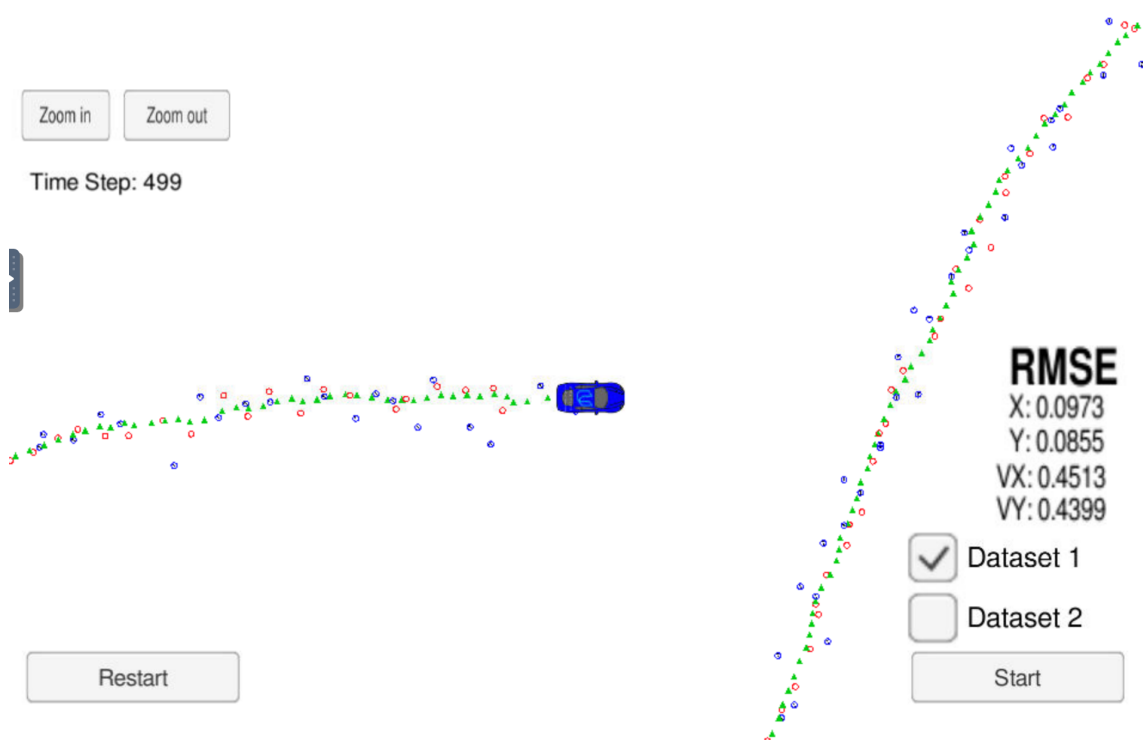 Zoom in
Zoom out
Time Step: 499
RMSE
X: 0.0973
Y: 0.0855
VX: 0.4513
VY: 0.4399
Dataset 1
Dataset 2
Restart
Start